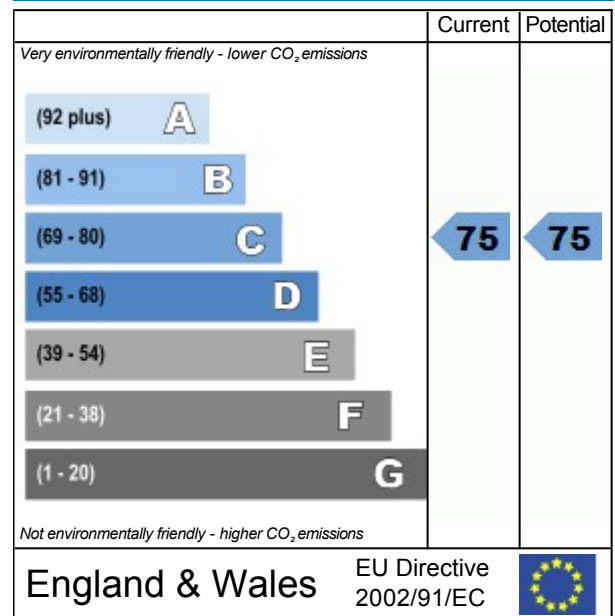 Current Potential
Very environmentally friendly - lower CO₂ emissions
(92 plus) A
(81 - 91) B
(69 - 80) C 75 75
(55 - 68) D
(39 - 54) E
(21 - 38) F
(1 - 20) G
Not environmentally friendly - higher CO₂ emissions
England & Wales
EU Directive
2002/91/EC